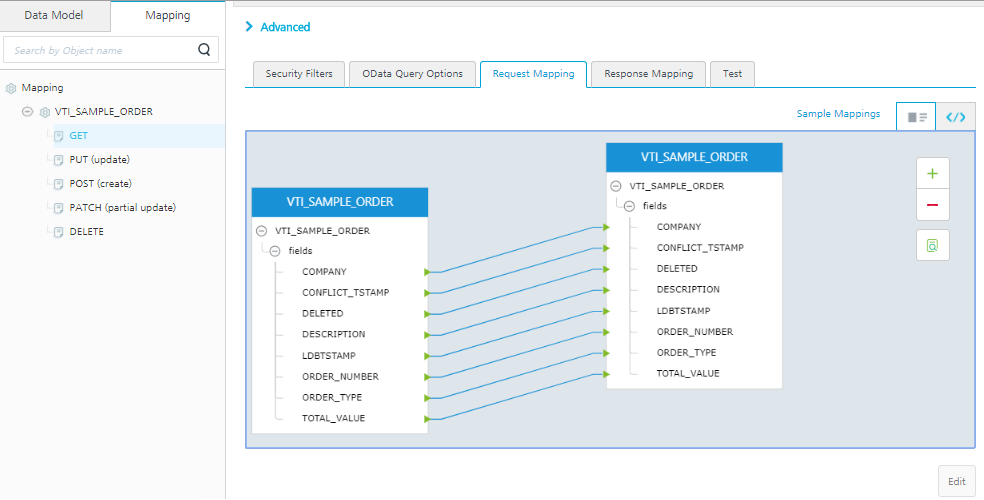 Data Model
Mapping
Search by Object name
Mapping
VTI_SAMPLE_ORDER
GET
PUT (update)
POST (create)
PATCH (partial update)
DELETE
Advanced
Security Filters
OData Query Options
Request Mapping
Response Mapping
Test
Sample Mappings
</>
VTI_SAMPLE_ORDER
VTI_SAMPLE_ORDER
fields
COMPANY
CONFLICT_TSTAMP
DELETED
DESCRIPTION
LDBTSTAMP
ORDER_NUMBER
ORDER_TYPE
TOTAL_VALUE
VTI_SAMPLE_ORDER
VTI_SAMPLE_ORDER
fields
COMPANY
CONFLICT_TSTAMP
DELETED
DESCRIPTION
LDBTSTAMP
ORDER_NUMBER
ORDER_TYPE
TOTAL_VALUE
Edit